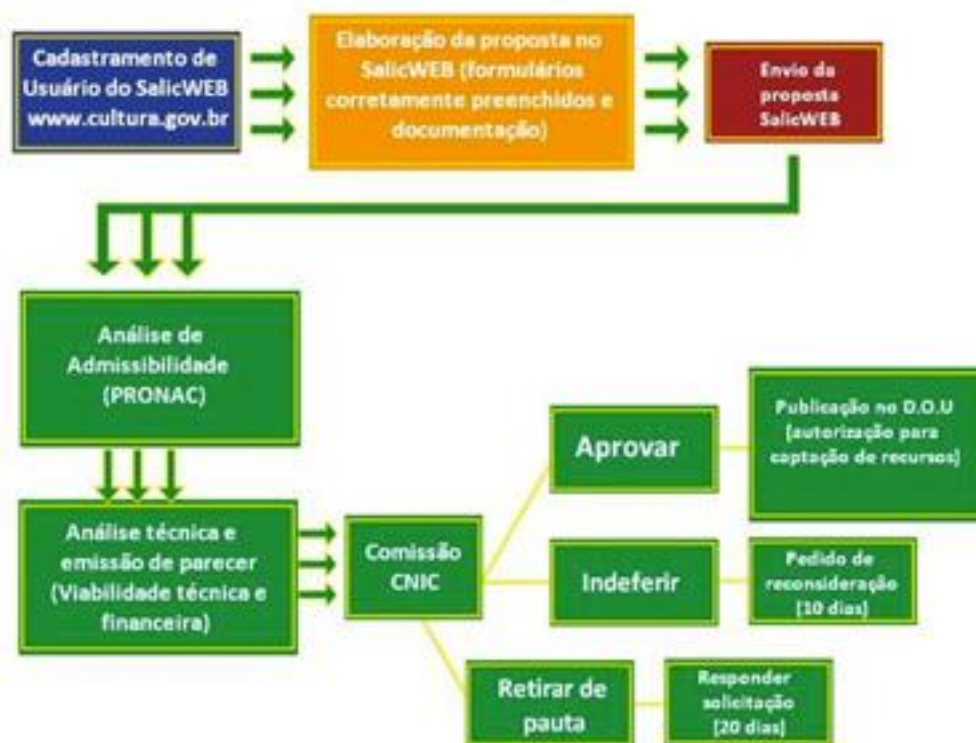 Cadastramento de
Usuário do SalicWEB
www.cultura.gov.br
Elaboração da proposta no
SalicWEB (formulários
corretamente preenchidos e
documentação)
Envio da
proposta
SalicWEB
Análise de
Admissibilidade
(PRONAC)
Análise técnica e
emissão de parecer
(Viabilidade técnica e
financeira)
Comissão
CNIC
Aprovar
Publicação no D.O.U
(autorização para
captação de recursos)
Indeferir
Pedido de
reconsideração
(10 dias)
Retirar de
pauta
Responder
solicitação
(20 dias)